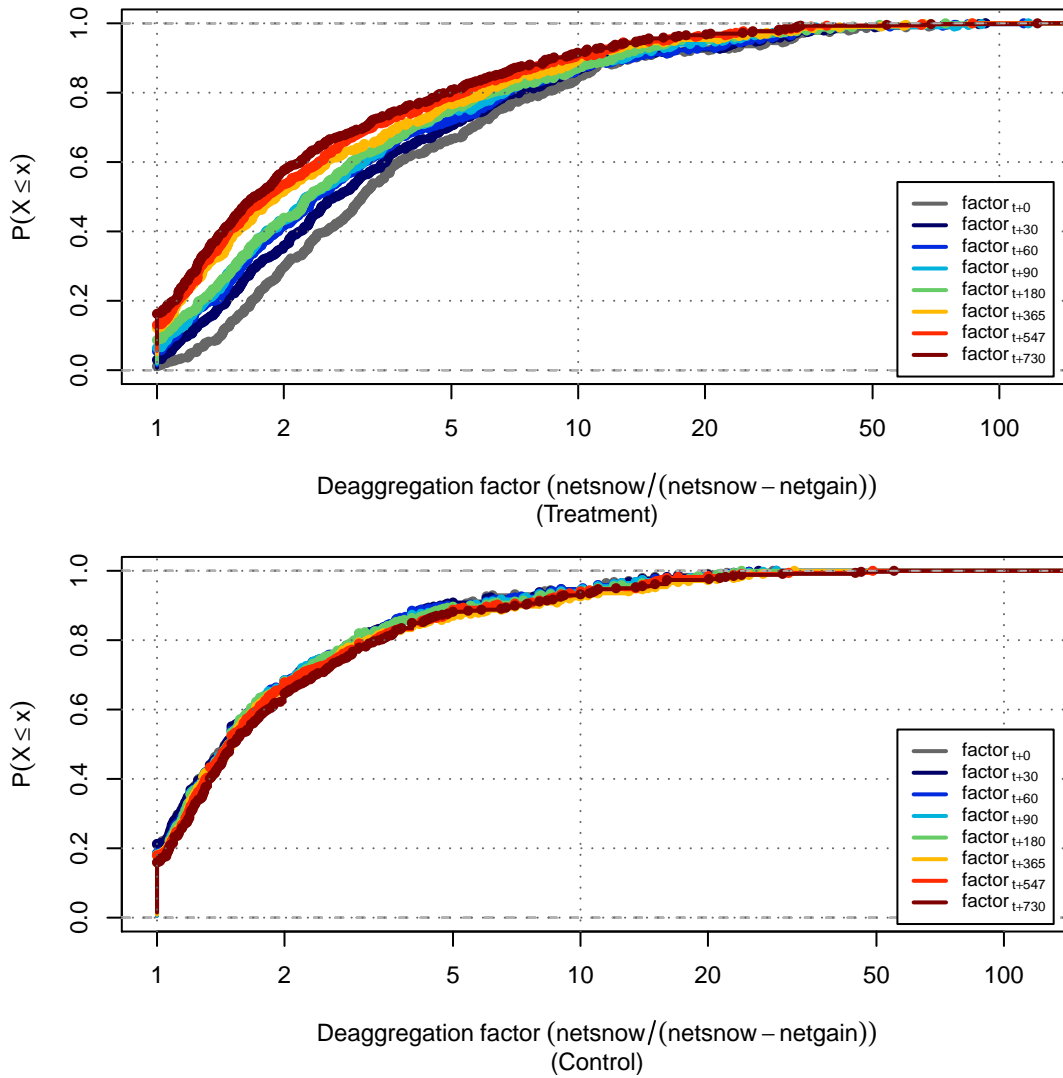 P(X ≤ x)
1.0
0.8
0.6
0.4
0.2
0.0
factor t+0
factor t+30
factor t+60
factor t+90
factor t+180
factor t+365
factor t+547
factor t+730
1 2 5 10 20 50 100
Deaggregation factor (netsnow/(netsnow − netgain))
(Treatment)
P(X ≤ x)
1.0
0.8
0.6
0.4
0.2
0.0
factor t+0
factor t+30
factor t+60
factor t+90
factor t+180
factor t+365
factor t+547
factor t+730
1 2 5 10 20 50 100
Deaggregation factor (netsnow/(netsnow − netgain))
(Control)